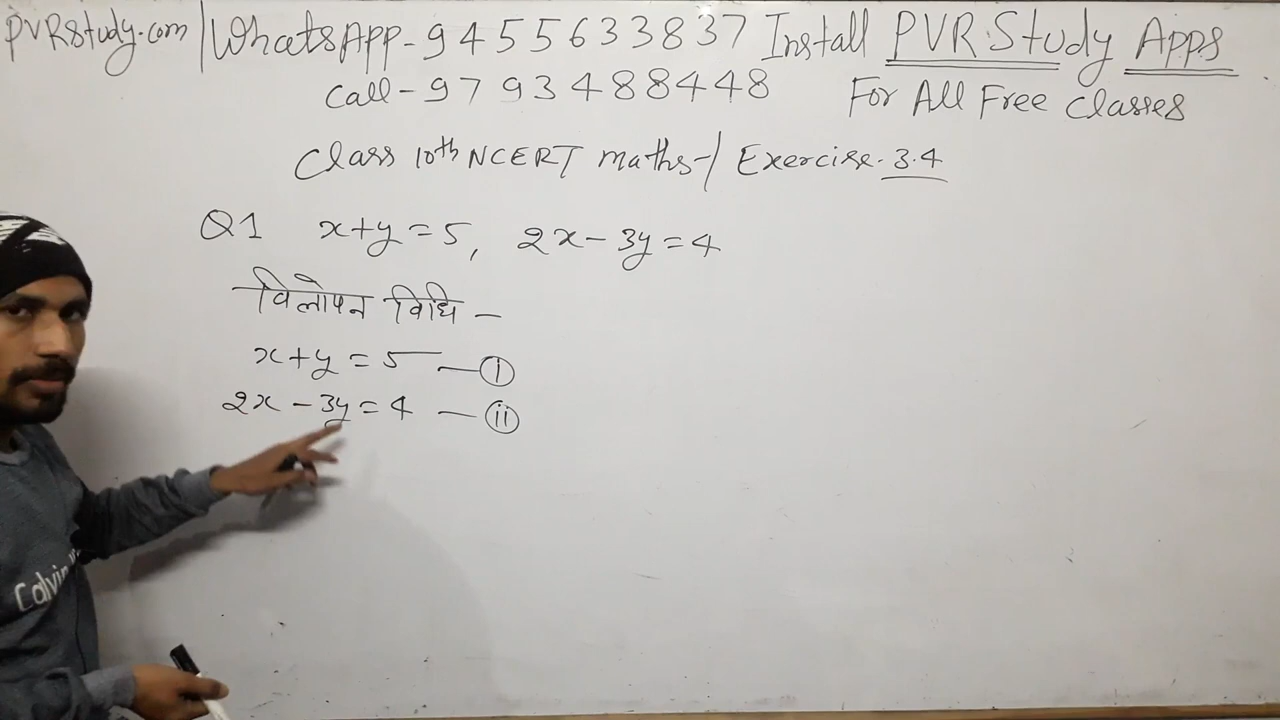 PVRStudy.com | WhatsApp-9455633837 Install PVR Study Apps
Call-9793488448 For All Free Classes
Class 10th NCERT maths-/ Exercise-3.4
Q1 x+y=5, 2x-3y=4
विलोपन विधि -
x+y=5 — (i)
2x-3y=4 — (ii)
Calvin